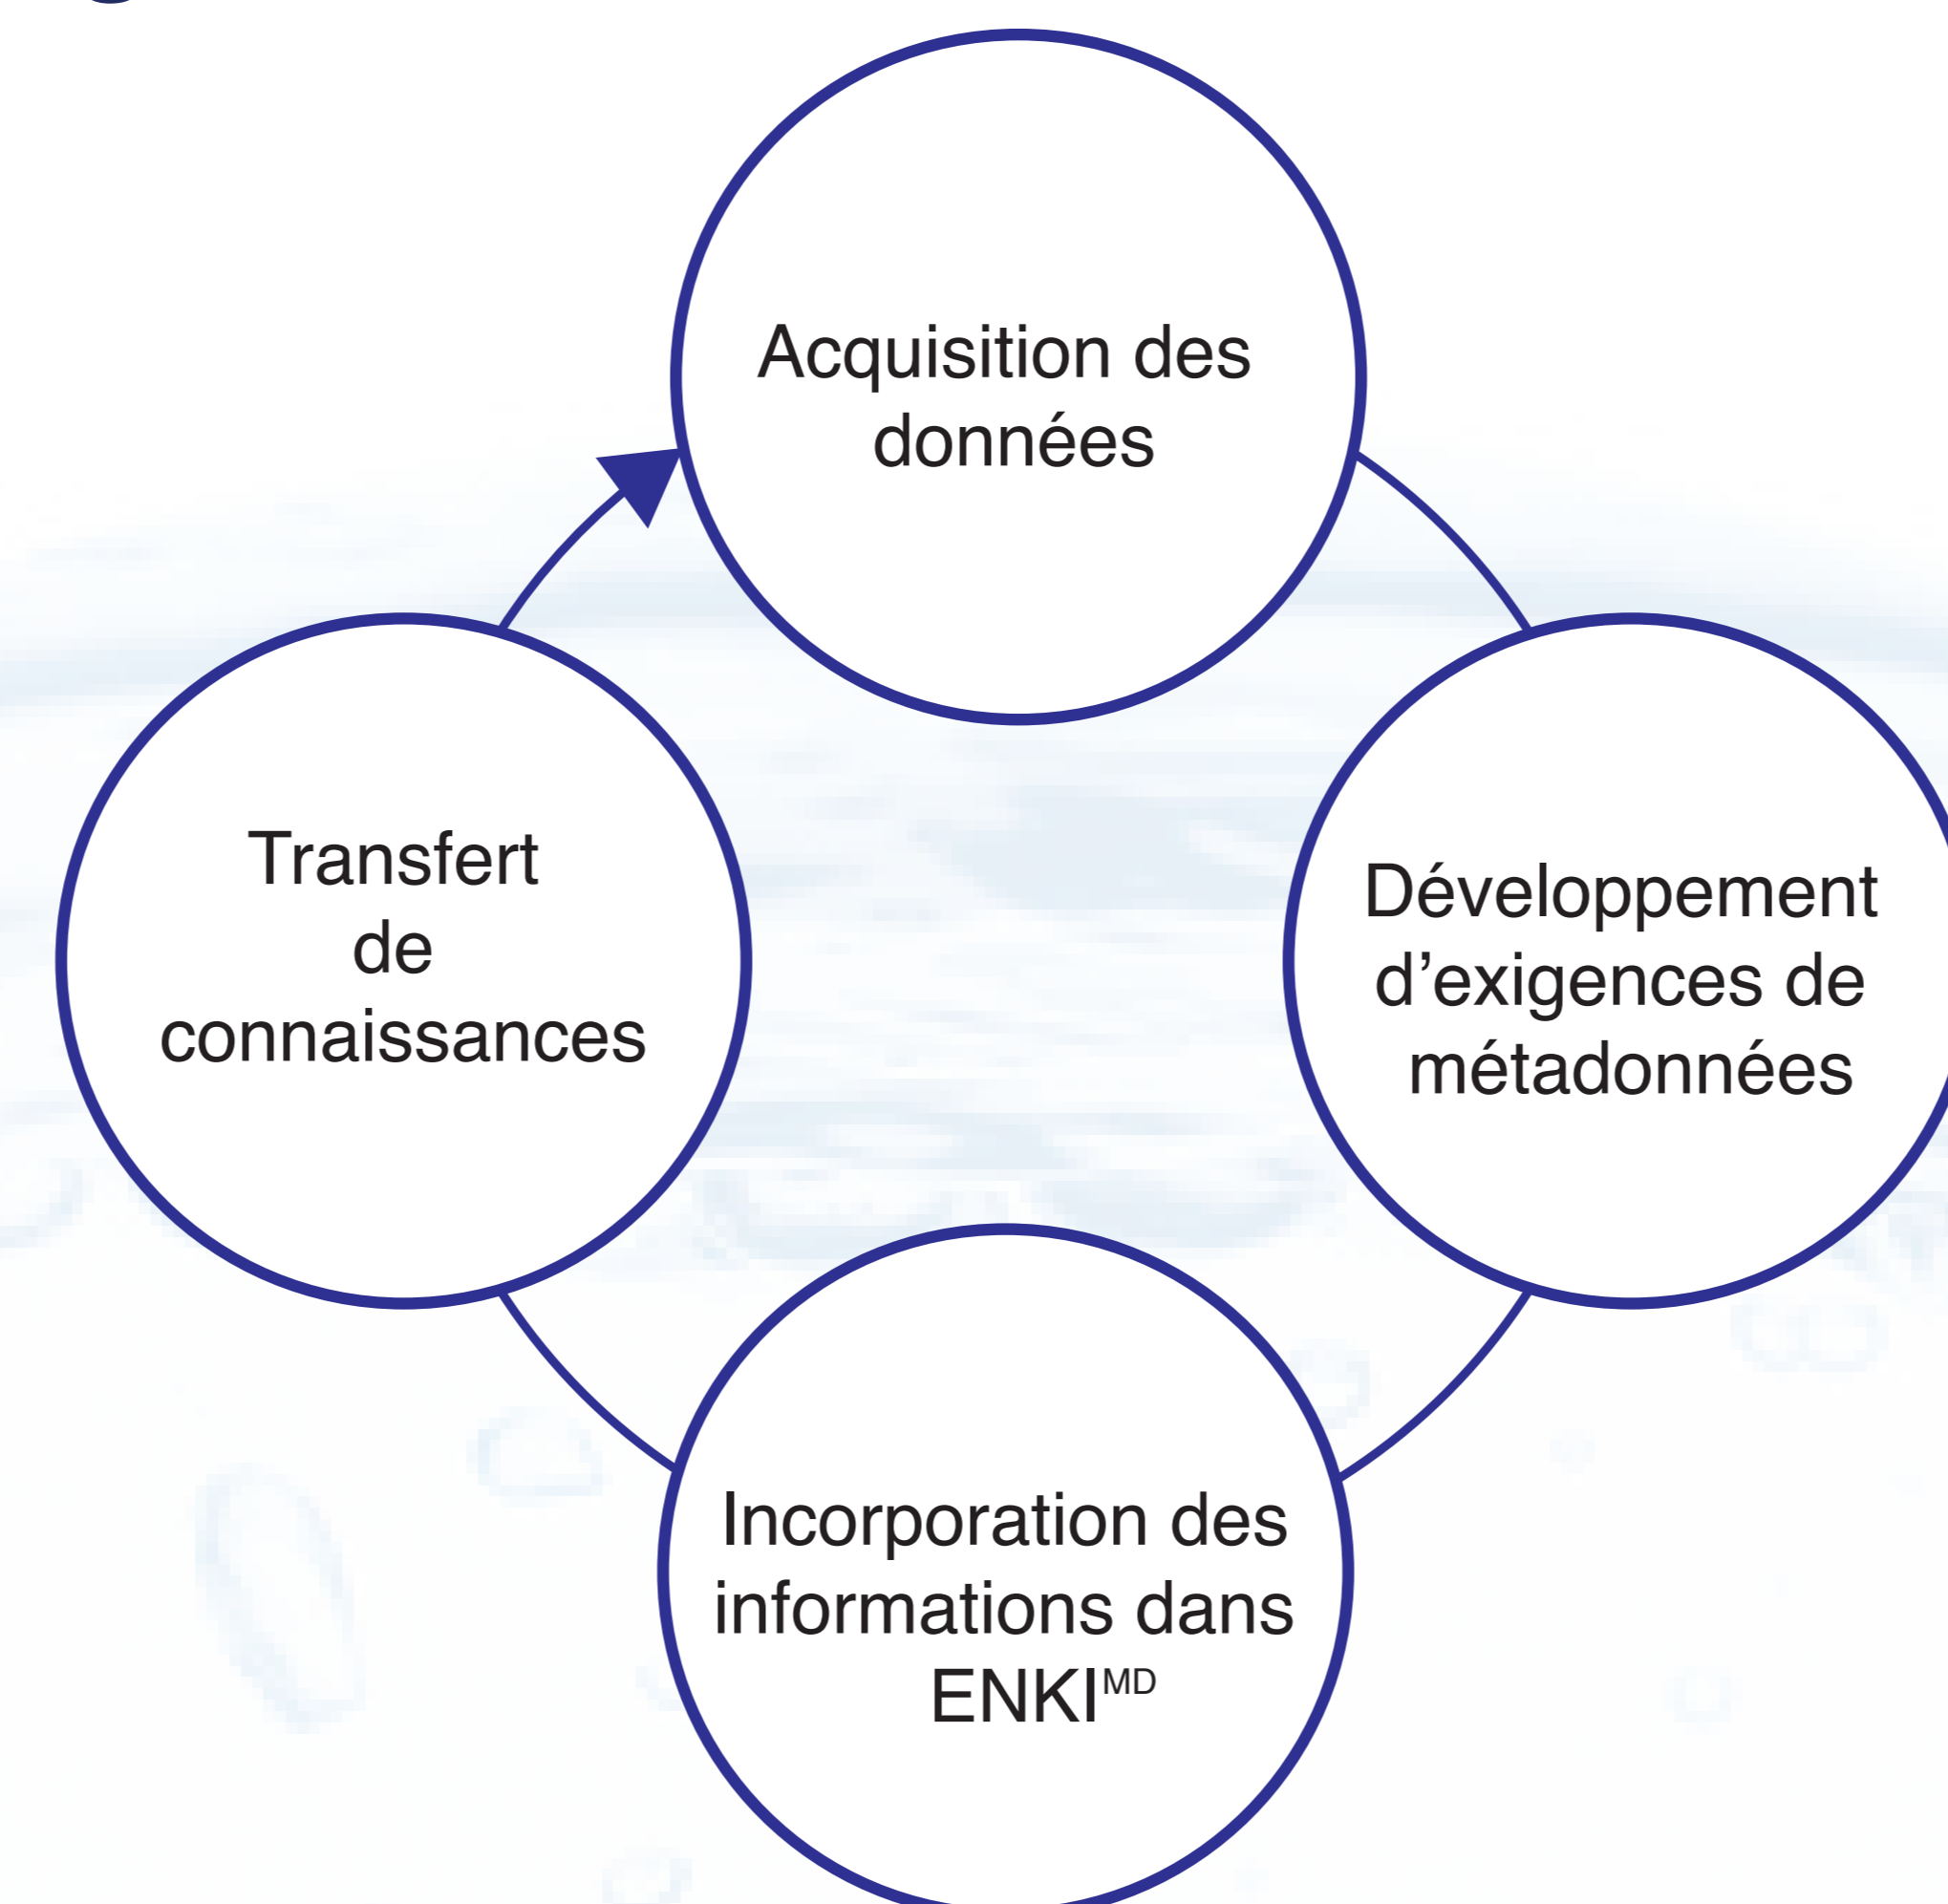 Acquisition des
données
Développement
d’exigences de
métadonnées
Incorporation des
informations dans
ENKIᴹᴰ
Transfert
de
connaissances